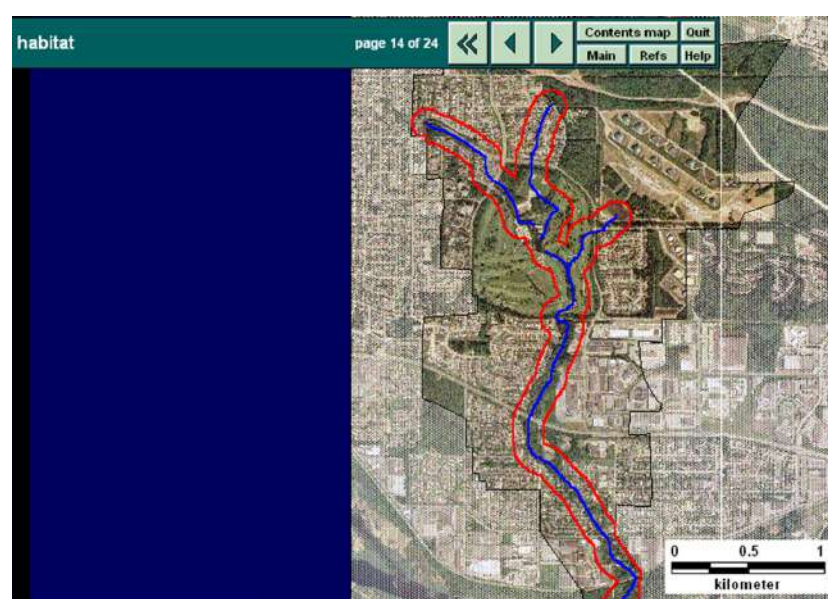 habitat
page 14 of 24
Contents map Quit
Main Refs Help
0 0.5 1
kilometer